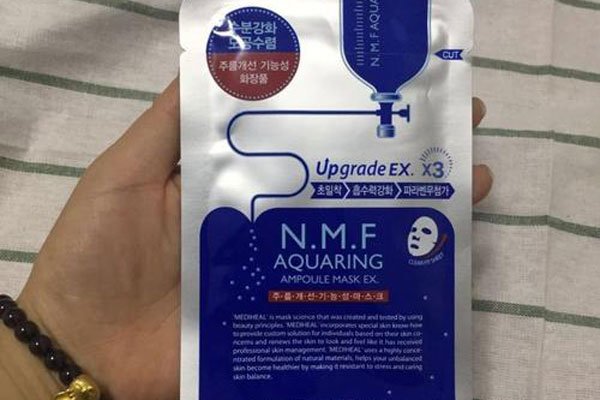 수분강화
모공수렴
주름개선 기능성
화장품
N.M.F AQUA
CUT
Upgrade EX. X3
초밀착 흡수력강화 파라벤무첨가
N.M.F
AQUARING
AMPOULE MASK EX.
주·름·개·선·기·능·성·마·스·크
'MEDIHEAL' is mask science that was created and tested by using
beauty principles. 'MEDIHEAL' incorporates special skin know-how
to provide custom solution for individuals based on their skin con-
cerns and renews the skin to look and feel like it has received
professional skin management. 'MEDIHEAL' uses a highly conce-
ntrated formulation of natural materials, helps your unbalanced
skin become healthier by making it resistant to stress and caring
skin balance.